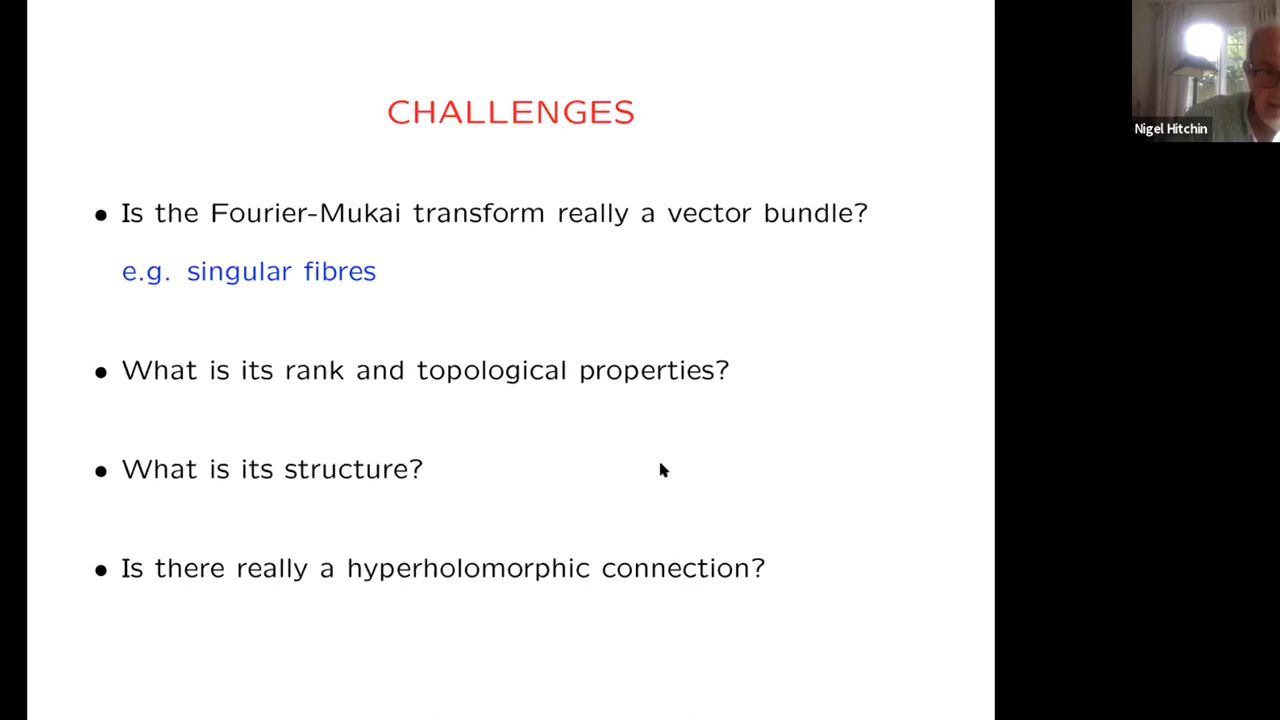 CHALLENGES
Nigel Hitchin
• Is the Fourier-Mukai transform really a vector bundle?
e.g. singular fibres
• What is its rank and topological properties?
• What is its structure?
• Is there really a hyperholomorphic connection?